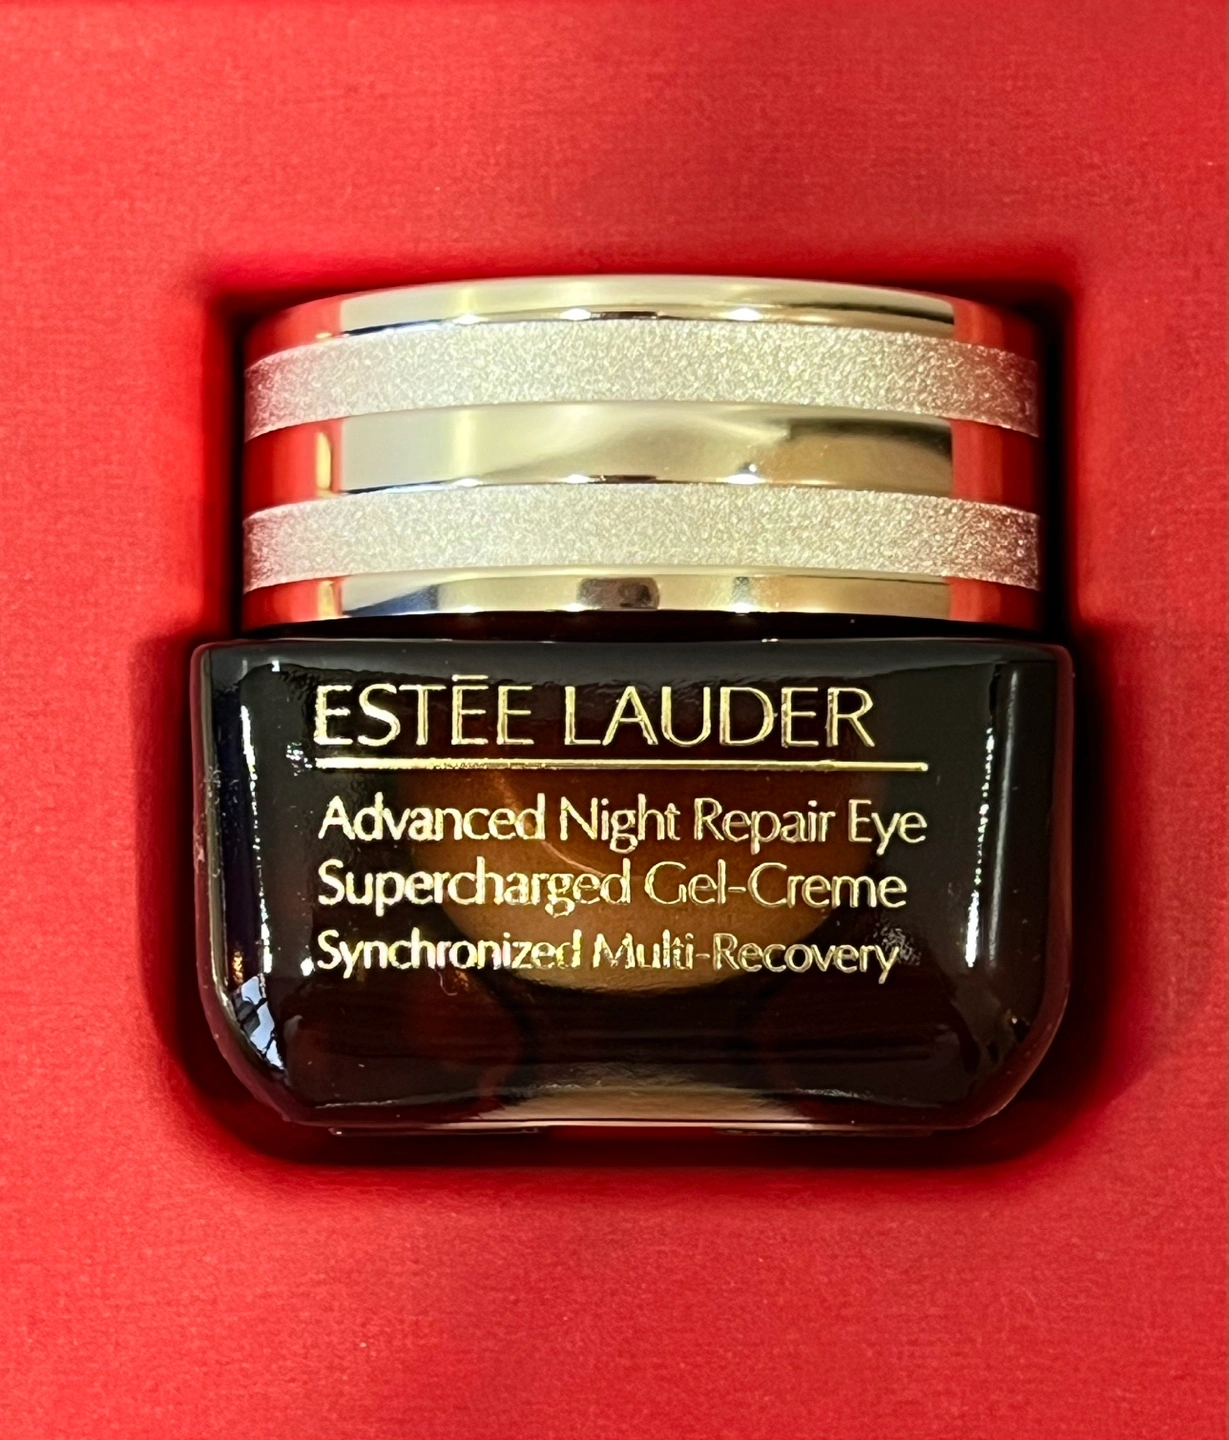 ESTĒE LAUDER
Advanced Night Repair Eye
Supercharged Gel-Creme
Synchronized Multi-Recovery